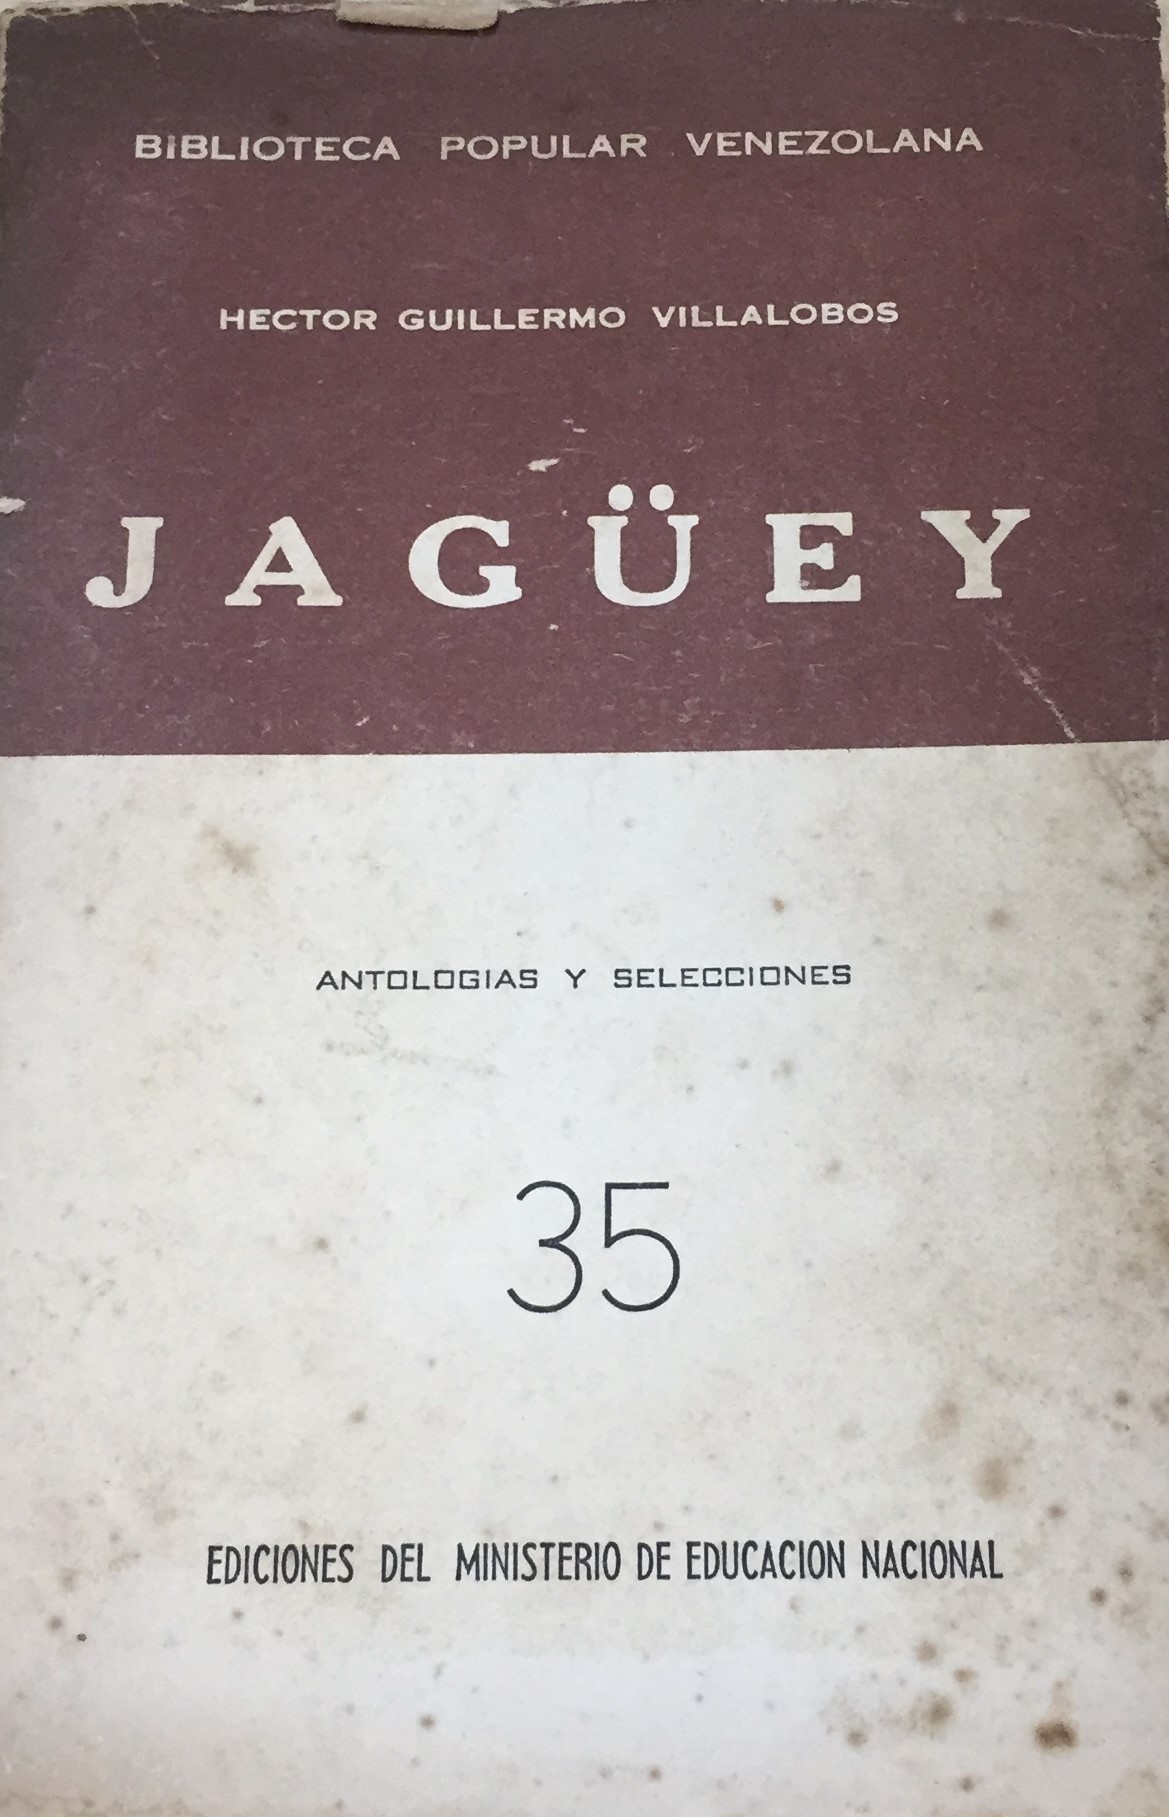 BIBLIOTECA POPULAR VENEZOLANA
HECTOR GUILLERMO VILLALOBOS
JAGÜEY
ANTOLOGIAS Y SELECCIONES
35
EDICIONES DEL MINISTERIO DE EDUCACION NACIONAL